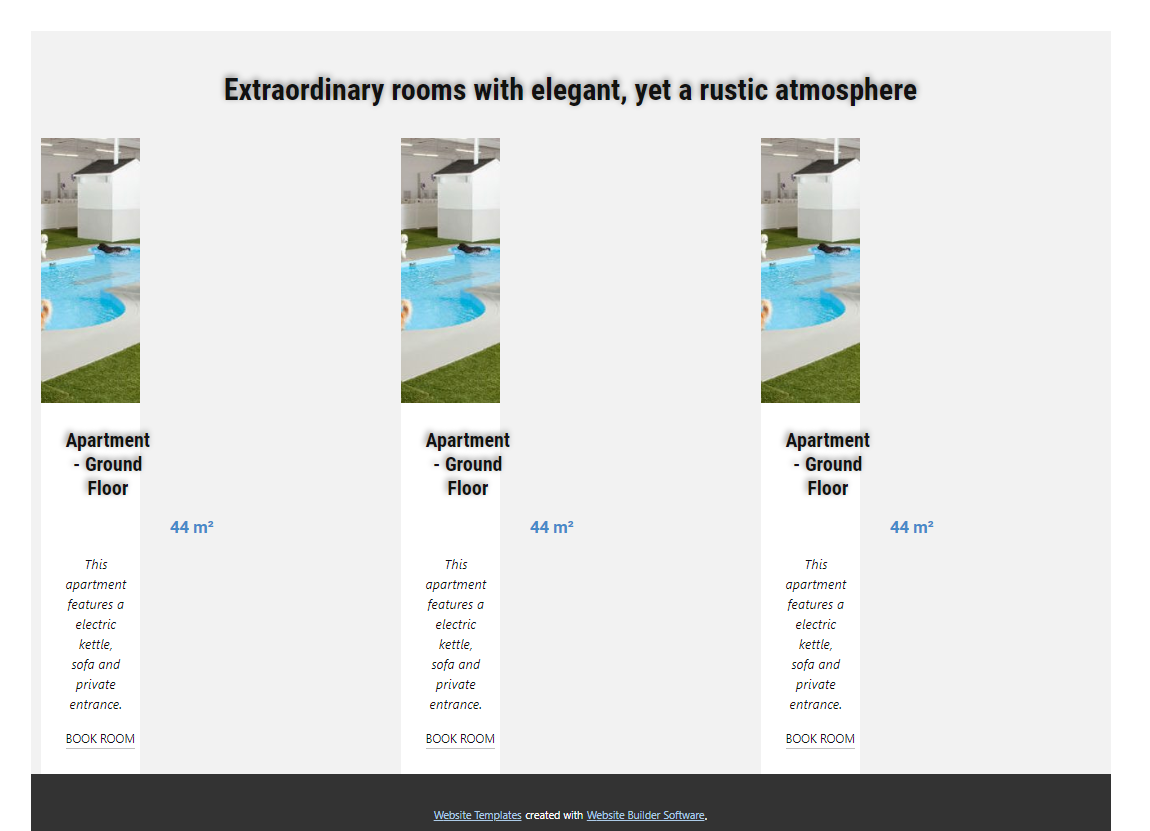 Extraordinary rooms with elegant, yet a rustic atmosphere
Apartment
- Ground
Floor
44 m²
This
apartment
features a
electric
kettle,
sofa and
private
entrance.
BOOK ROOM
Apartment
- Ground
Floor
44 m²
This
apartment
features a
electric
kettle,
sofa and
private
entrance.
BOOK ROOM
Apartment
- Ground
Floor
44 m²
This
apartment
features a
electric
kettle,
sofa and
private
entrance.
BOOK ROOM
Website Templates created with Website Builder Software.